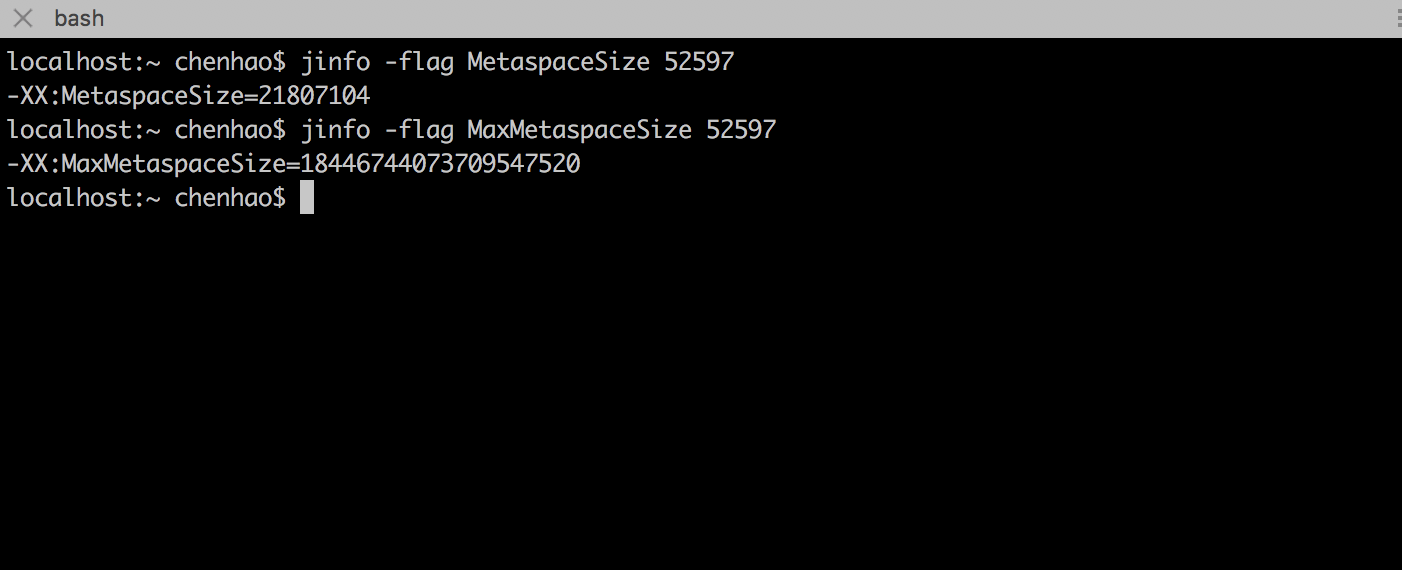 bash
localhost:~ chenhao$ jinfo -flag MetaspaceSize 52597
-XX:MetaspaceSize=21807104
localhost:~ chenhao$ jinfo -flag MaxMetaspaceSize 52597
-XX:MaxMetaspaceSize=18446744073709547520
localhost:~ chenhao$